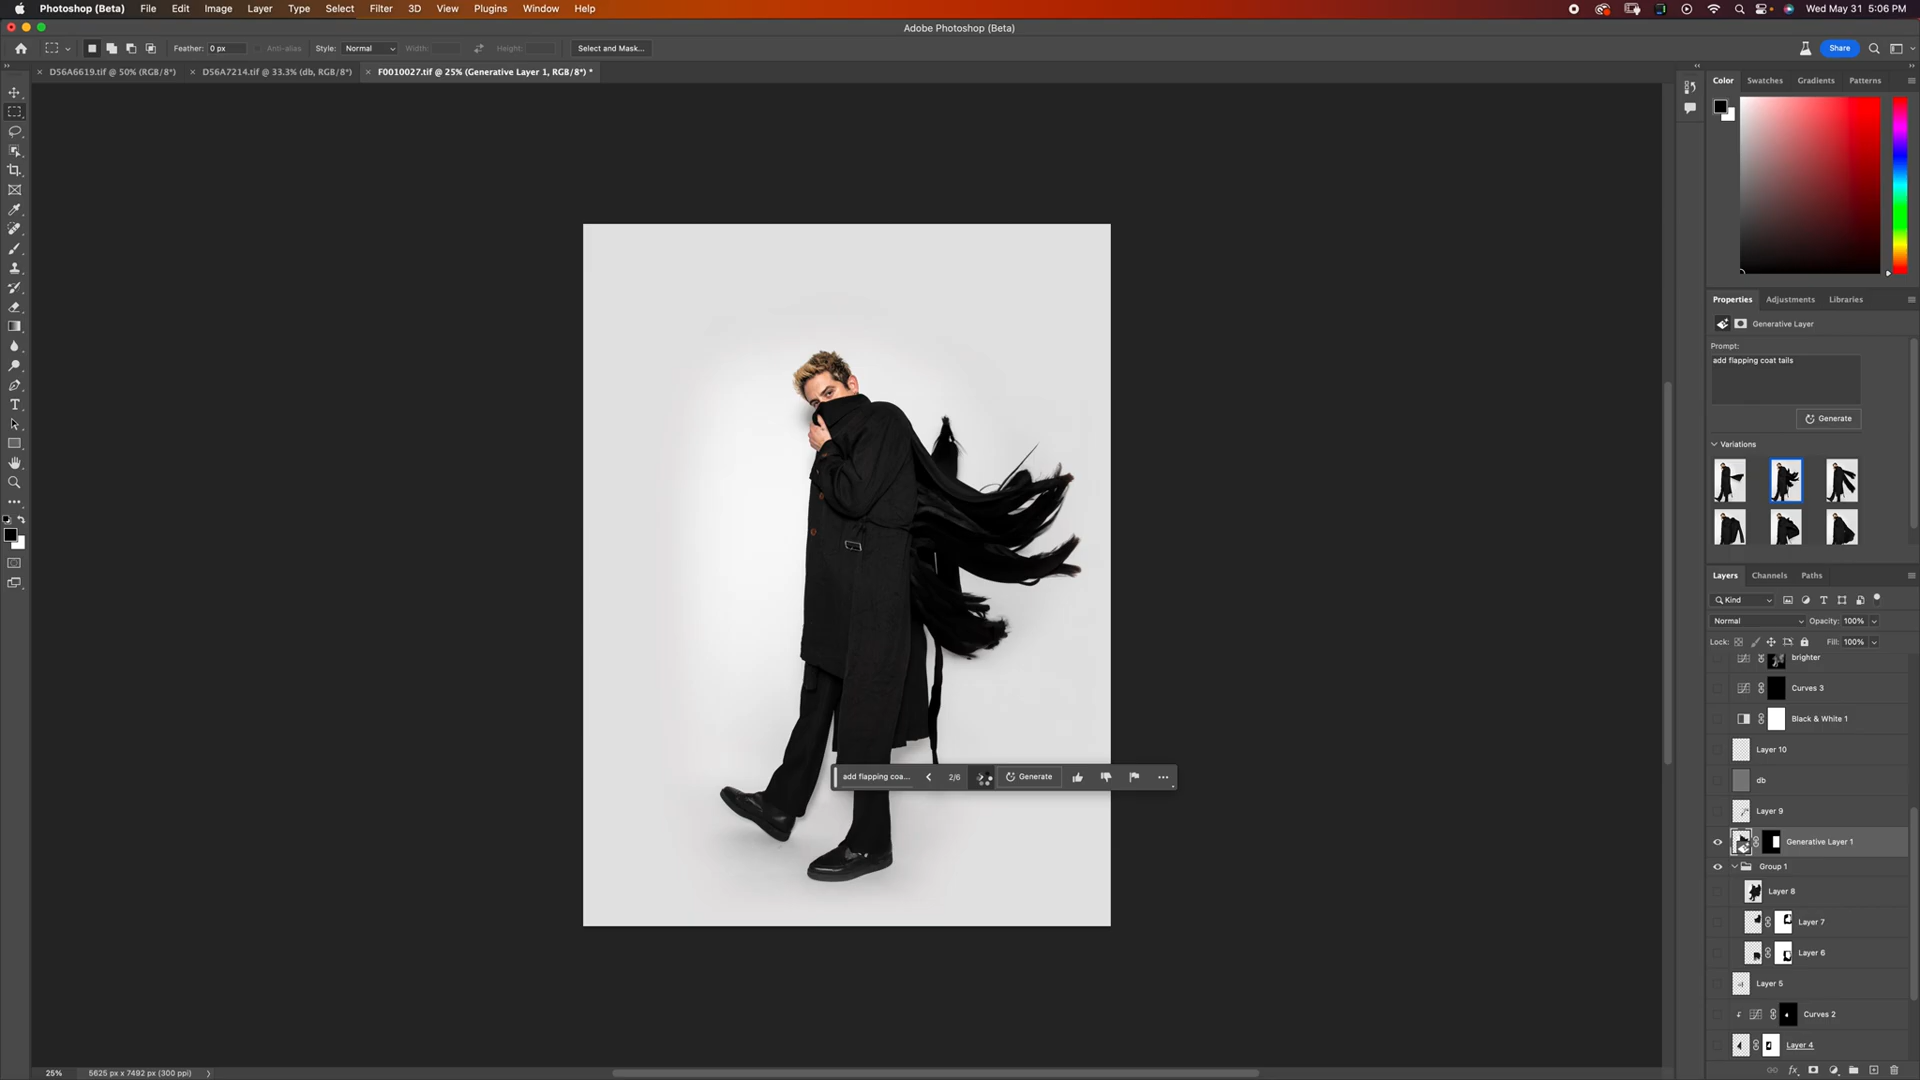 Photoshop (Beta) File Edit Image Layer Type Select Filter 3D View Plugins Window Help Wed May 31 5:06 PM
Adobe Photoshop (Beta)
Feather: 0 px Anti-alias Style: Normal Width: Height: Select and Mask... Share
D56A6619.tif @ 50% (RGB/8*) D56A7214.tif @ 33.3% (db, RGB/8*) F0010027.tif @ 25% (Generative Layer 1, RGB/8*) *
Color Swatches Gradients Patterns
Properties Adjustments Libraries
Generative Layer
Prompt:
add flapping coat tails
Generate
Variations
add flapping coa... 2/6 Generate
Layers Channels Paths
Kind
Normal Opacity: 100%
Lock: Fill: 100%
brighter
Curves 3
Black & White 1
Layer 10
db
Layer 9
Generative Layer 1
Group 1
Layer 8
Layer 7
Layer 6
Layer 5
Curves 2
Layer 4
25% 5625 px x 7492 px (300 ppi)